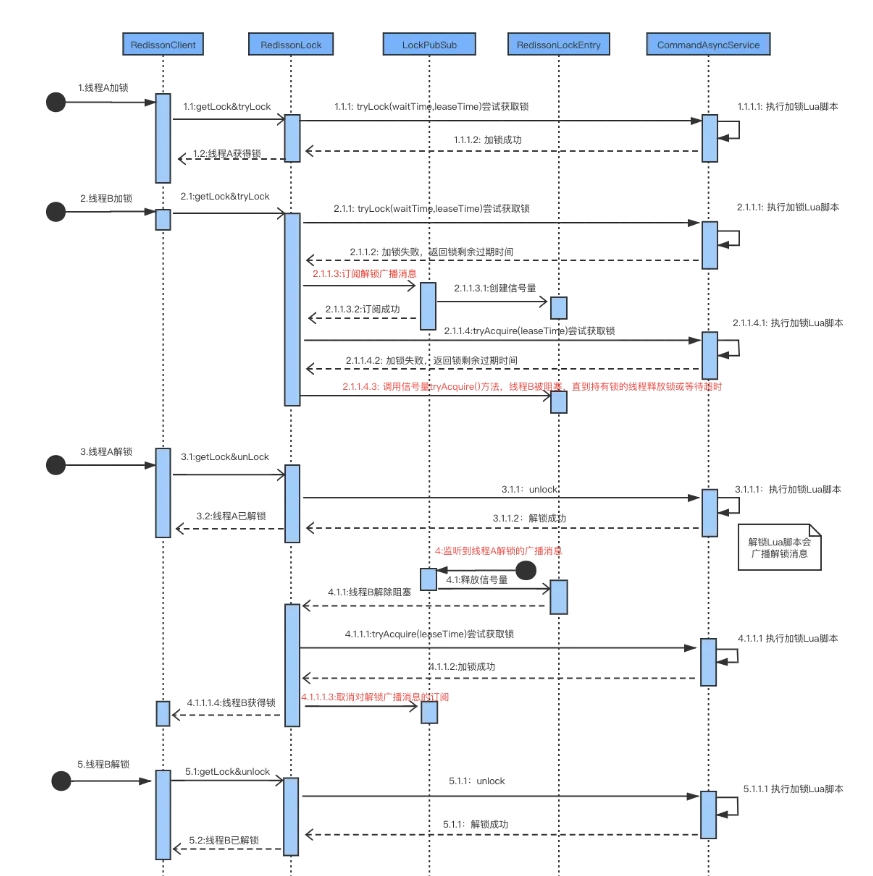 RedissonClient
RedissonLock
LockPubSub
RedissonLockEntry
CommandAsyncService
1.线程A加锁
1.1:getLock&tryLock
1.1.1: tryLock(waitTime,leaseTime)尝试获取锁
1.1.1.1: 执行加锁Lua脚本
1.1.1.2: 加锁成功
1.2:线程A获得锁
2.线程B加锁
2.1:getLock&tryLock
2.1.1: tryLock(waitTime,leaseTime)尝试获取锁
2.1.1.1: 执行加锁Lua脚本
2.1.1.2: 加锁失败，返回锁剩余过期时间
2.1.1.3:订阅解锁广播消息
2.1.1.3.1:创建信号量
2.1.1.3.2:订阅成功
2.1.1.4:tryAcquire(leaseTime)尝试获取锁
2.1.1.4.1: 执行加锁Lua脚本
2.1.1.4.2: 加锁失败，返回锁剩余过期时间
2.1.1.4.3: 调用信号量tryAcquire()方法，线程B被阻塞，直到持有锁的线程释放锁或等待超时
3.线程A解锁
3.1:getLock&unLock
3.1.1：unlock
3.1.1.1：执行加锁Lua脚本
3.1.1.2：解锁成功
3.2:线程A已解锁
解锁Lua脚本会
广播解锁消息
4:监听到线程A解锁的广播消息
4.1:释放信号量
4.1.1:线程B解除阻塞
4.1.1.1:tryAcquire(leaseTime)尝试获取锁
4.1.1.1 执行加锁Lua脚本
4.1.1.2:加锁成功
4.1.1.1.3:取消对解锁广播消息的订阅
4.1.1.1.4:线程B获得锁
5.线程B解锁
5.1:getLock&unlock
5.1.1：unlock
5.1.1.1 执行加锁Lua脚本
5.1.1：解锁成功
5.2:线程B已解锁